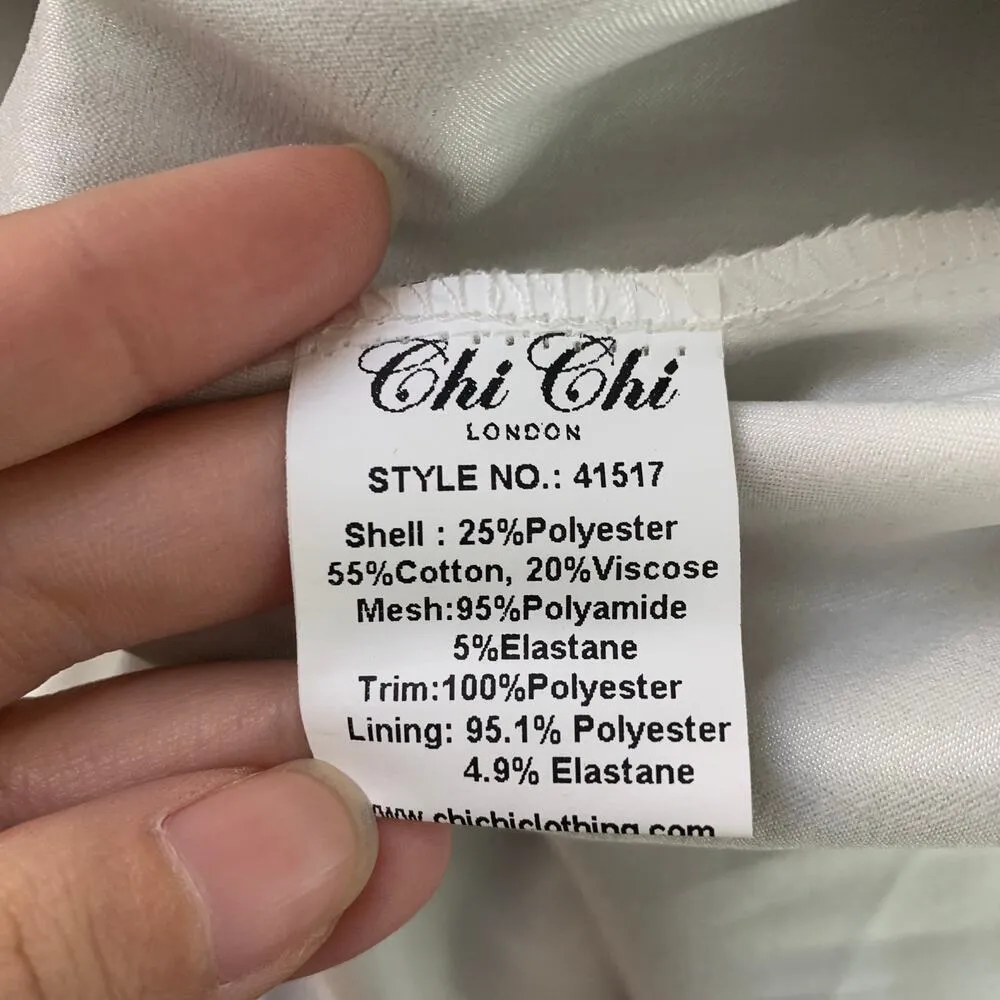 Chi Chi
LONDON
STYLE NO.: 41517
Shell : 25%Polyester
55%Cotton, 20%Viscose
Mesh:95%Polyamide
5%Elastane
Trim:100%Polyester
Lining: 95.1% Polyester
4.9% Elastane
www.chichiclothing.com